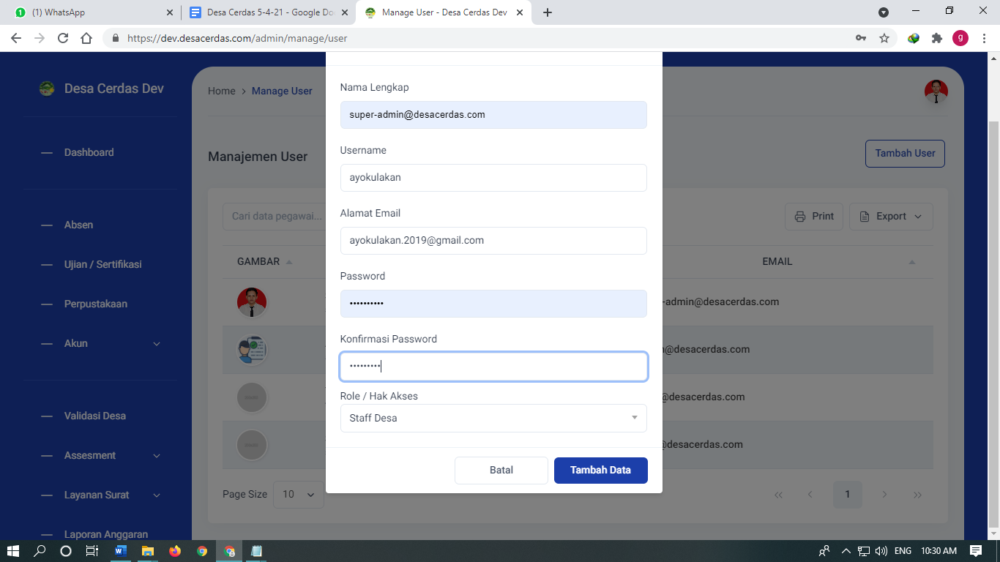 (1) WhatsApp
Desa Cerdas 5-4-21 - Google Do
Manage User - Desa Cerdas Dev
https://dev.desacerdas.com/admin/manage/user
g
Desa Cerdas Dev
Dashboard
Absen
Ujian / Sertifikasi
Perpustakaan
Akun
Validasi Desa
Assesment
Layanan Surat
Laporan Anggaran
Home > Manage User
Manajemen User
Tambah User
Cari data pegawai...
Print
Export
GAMBAR
EMAIL
-admin@desacerdas.com
@desacerdas.com
@desacerdas.com
@desacerdas.com
Page Size
10
1
Nama Lengkap
super-admin@desacerdas.com
Username
ayokulakan
Alamat Email
ayokulakan.2019@gmail.com
Password
••••••••••
Konfirmasi Password
•••••••••
Role / Hak Akses
Staff Desa
Batal
Tambah Data
ENG
10:30 AM